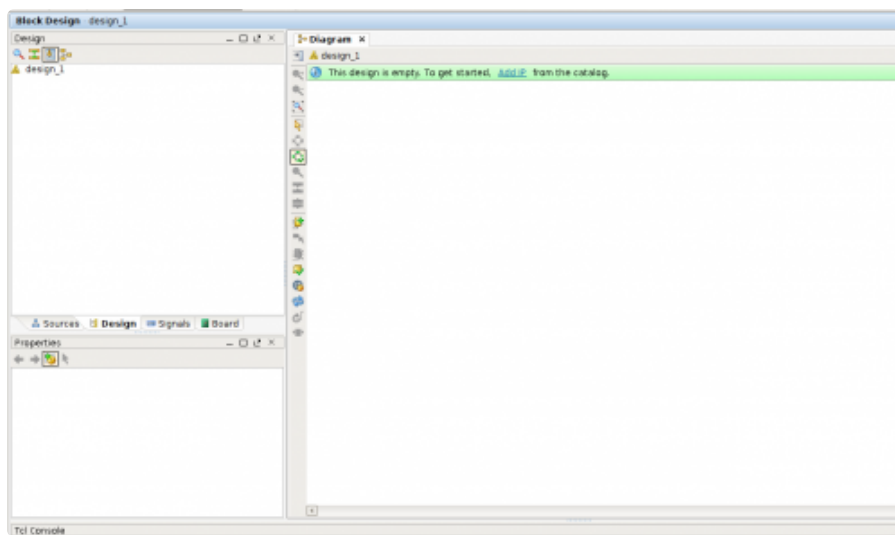 Block Design - design_1
Design
design_1
Sources
Design
Signals
Board
Properties
Diagram
design_1
This design is empty. To get started, Add IP from the catalog.
Tcl Console